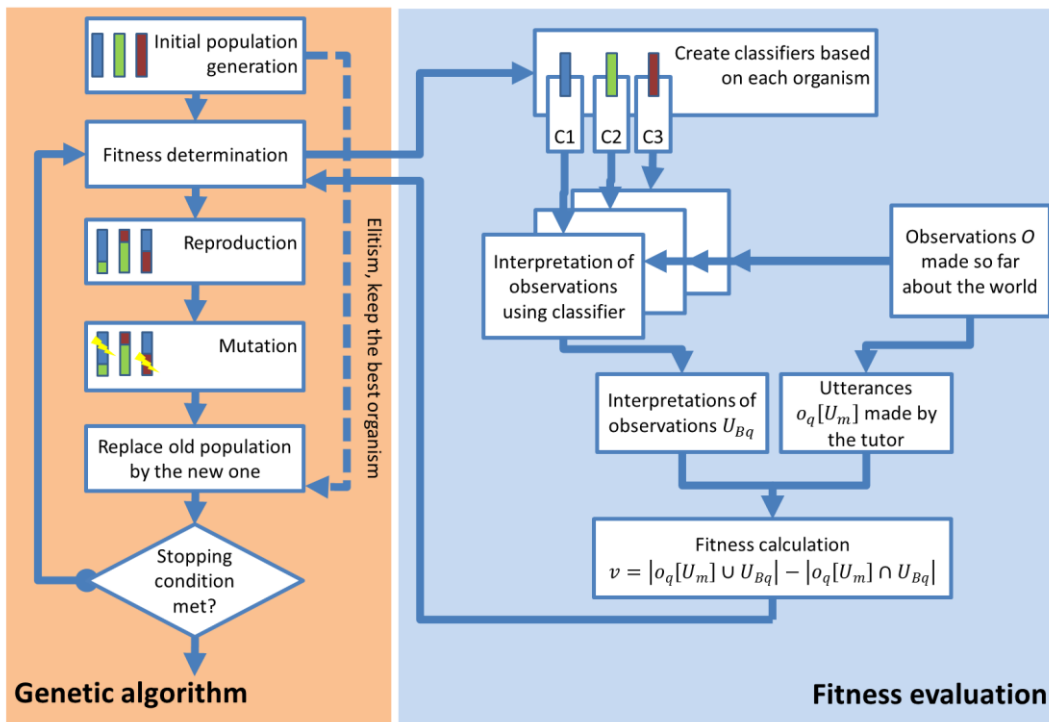 Initial population
generation
Fitness determination
Reproduction
Mutation
Replace old population
by the new one
Stopping
condition
met?
Elitism, keep the best organism
Genetic algorithm
Create classifiers based
on each organism
C1
C2
C3
Interpretation of
observations
using classifier
Observations O
made so far
about the world
Interpretations of
observations U_{Bq}
Utterances
o_q[U_m] made by
the tutor
Fitness calculation
v = |o_q[U_m] ∪ U_{Bq}| − |o_q[U_m] ∩ U_{Bq}|
Fitness evaluation